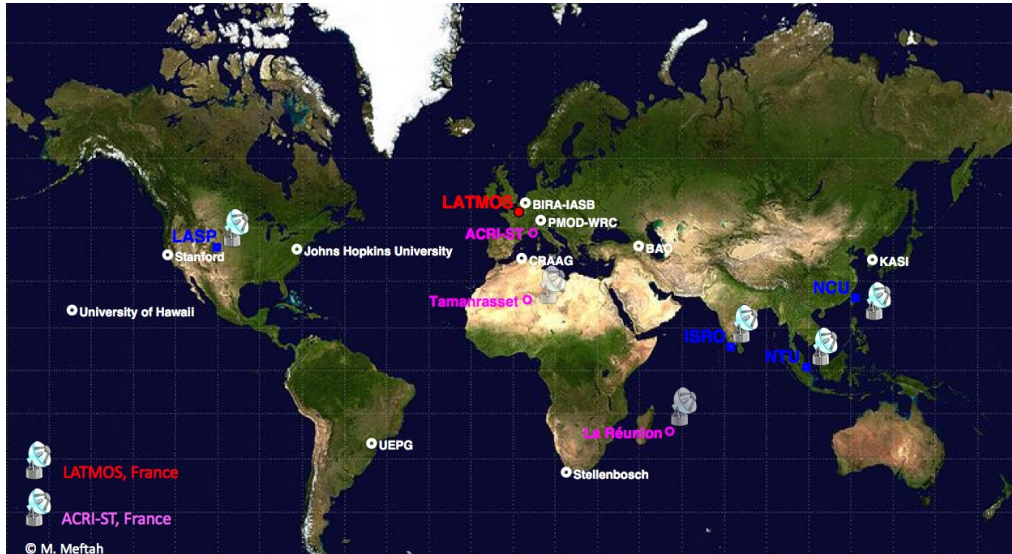 LATMOS
BIRA-IASB
PMOD-WRC
ACRI-ST
LASP
Johns Hopkins University
Stanford
BAO
CRAAG
KASI
Tamanrasset
NCU
University of Hawaii
ISRO
NTU
La Réunion
UEPG
Stellenbosch
LATMOS, France
ACRI-ST, France
© M. Meftah